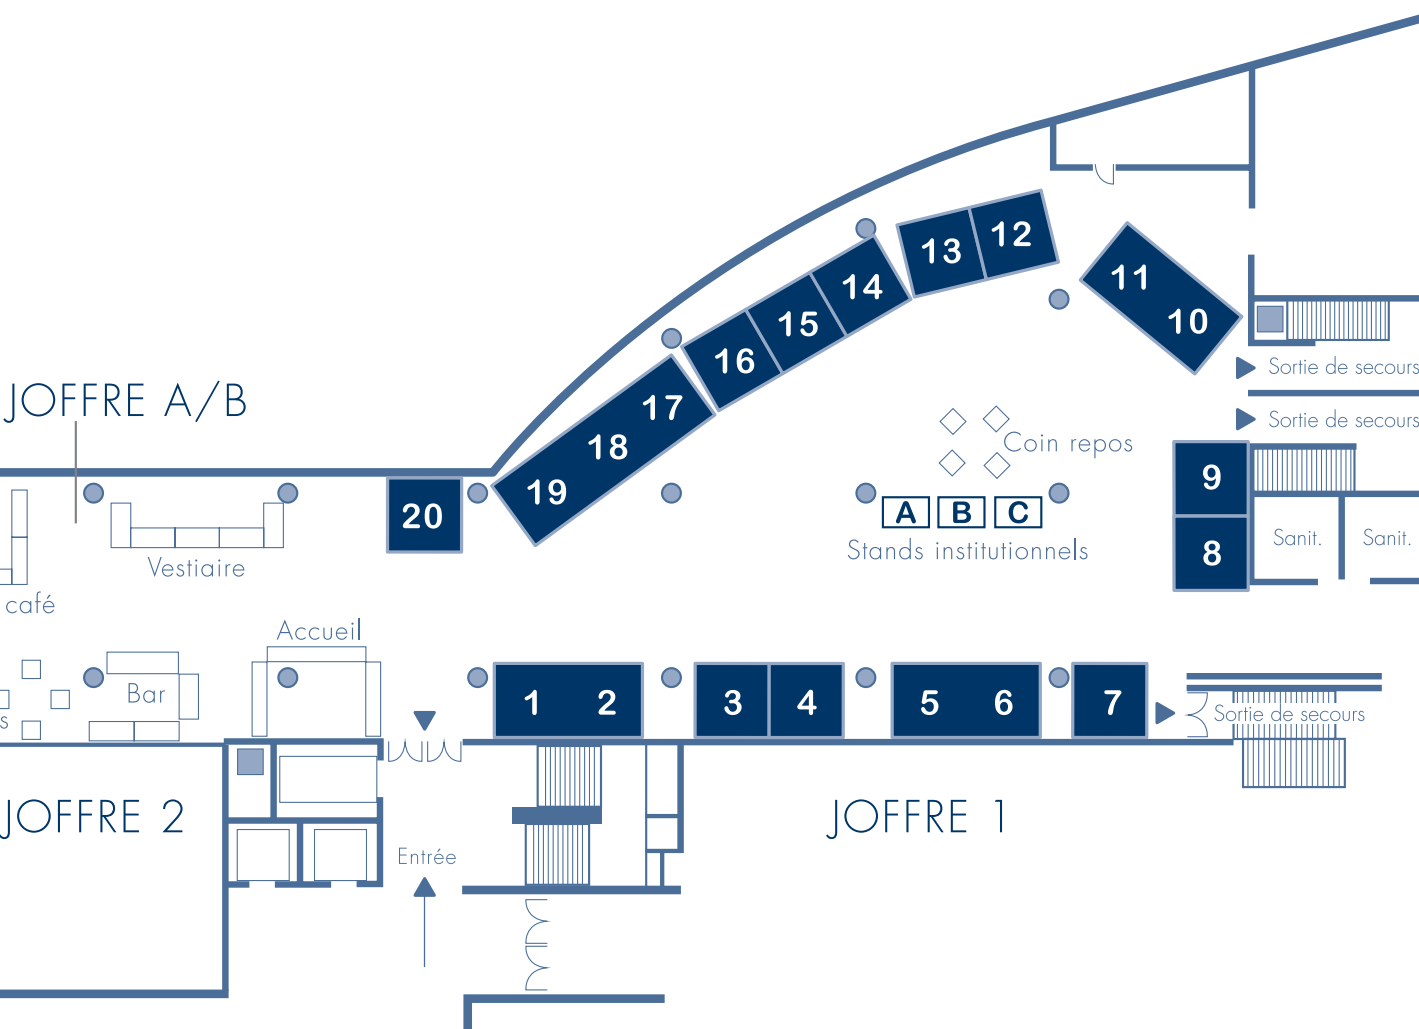 12
13
11
14
10
15
16
Sortie de secours
JOFFRE A/B
17
Sortie de secours
18
Coin repos
9
19
20
A B C
Sanit.
Sanit.
Stands institutionnels
8
Vestiaire
café
Accueil
Bar
1 2
3 4
5 6
7
Sortie de secours
s
JOFFRE 2
JOFFRE 1
Entrée